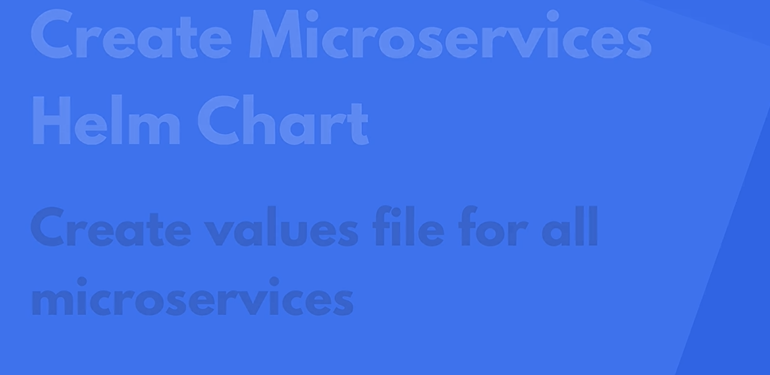 Create Microservices
Helm Chart
Create values file for all
microservices